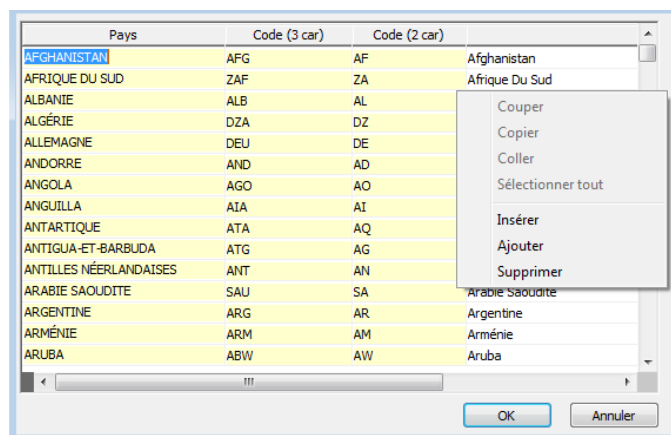 Pays Code (3 car) Code (2 car)
AFGHANISTAN AFG AF Afghanistan
AFRIQUE DU SUD ZAF ZA Afrique Du Sud
ALBANIE ALB AL
ALGÉRIE DZA DZ
ALLEMAGNE DEU DE
ANDORRE AND AD
ANGOLA AGO AO
ANGUILLA AIA AI
ANTARTIQUE ATA AQ
ANTIGUA-ET-BARBUDA ATG AG
ANTILLES NÉERLANDAISES ANT AN
ARABIE SAOUDITE SAU SA Arabie Saoudite
ARGENTINE ARG AR Argentine
ARMÉNIE ARM AM Arménie
ARUBA ABW AW Aruba
Couper
Copier
Coller
Sélectionner tout
Insérer
Ajouter
Supprimer
OK Annuler